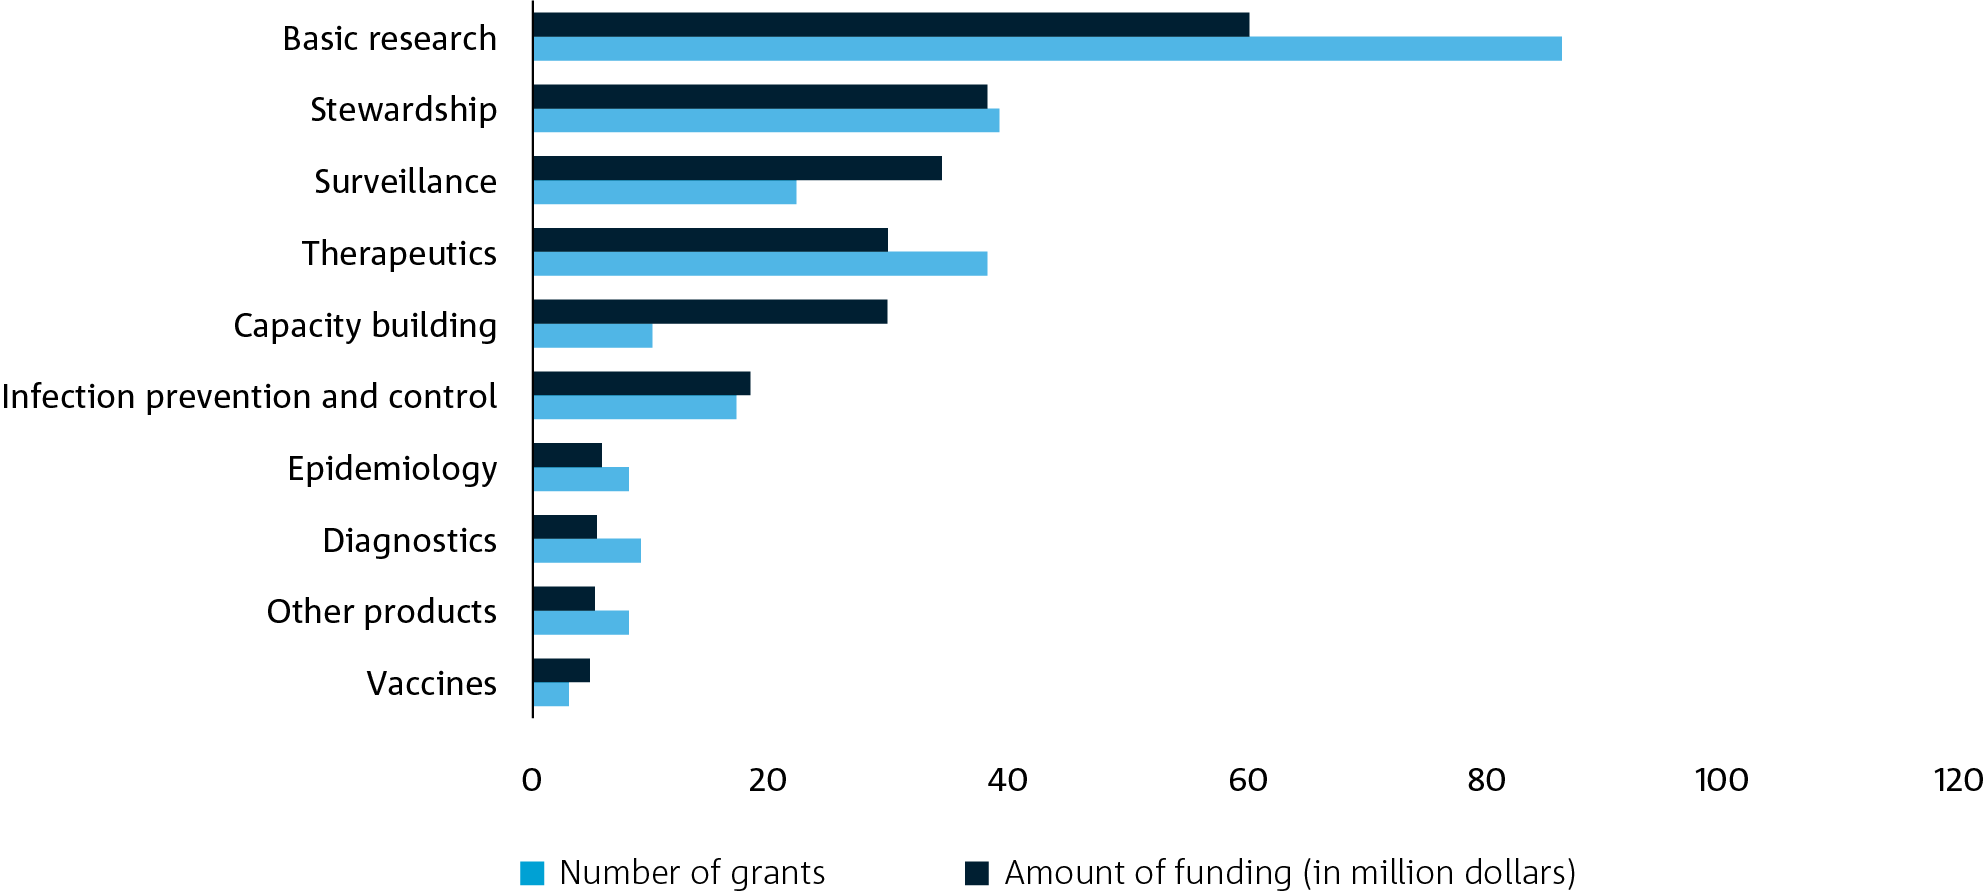 Basic research
Stewardship
Surveillance
Therapeutics
Capacity building
Infection prevention and control
Epidemiology
Diagnostics
Other products
Vaccines
0 20 40 60 80 100 120
Number of grants Amount of funding (in million dollars)